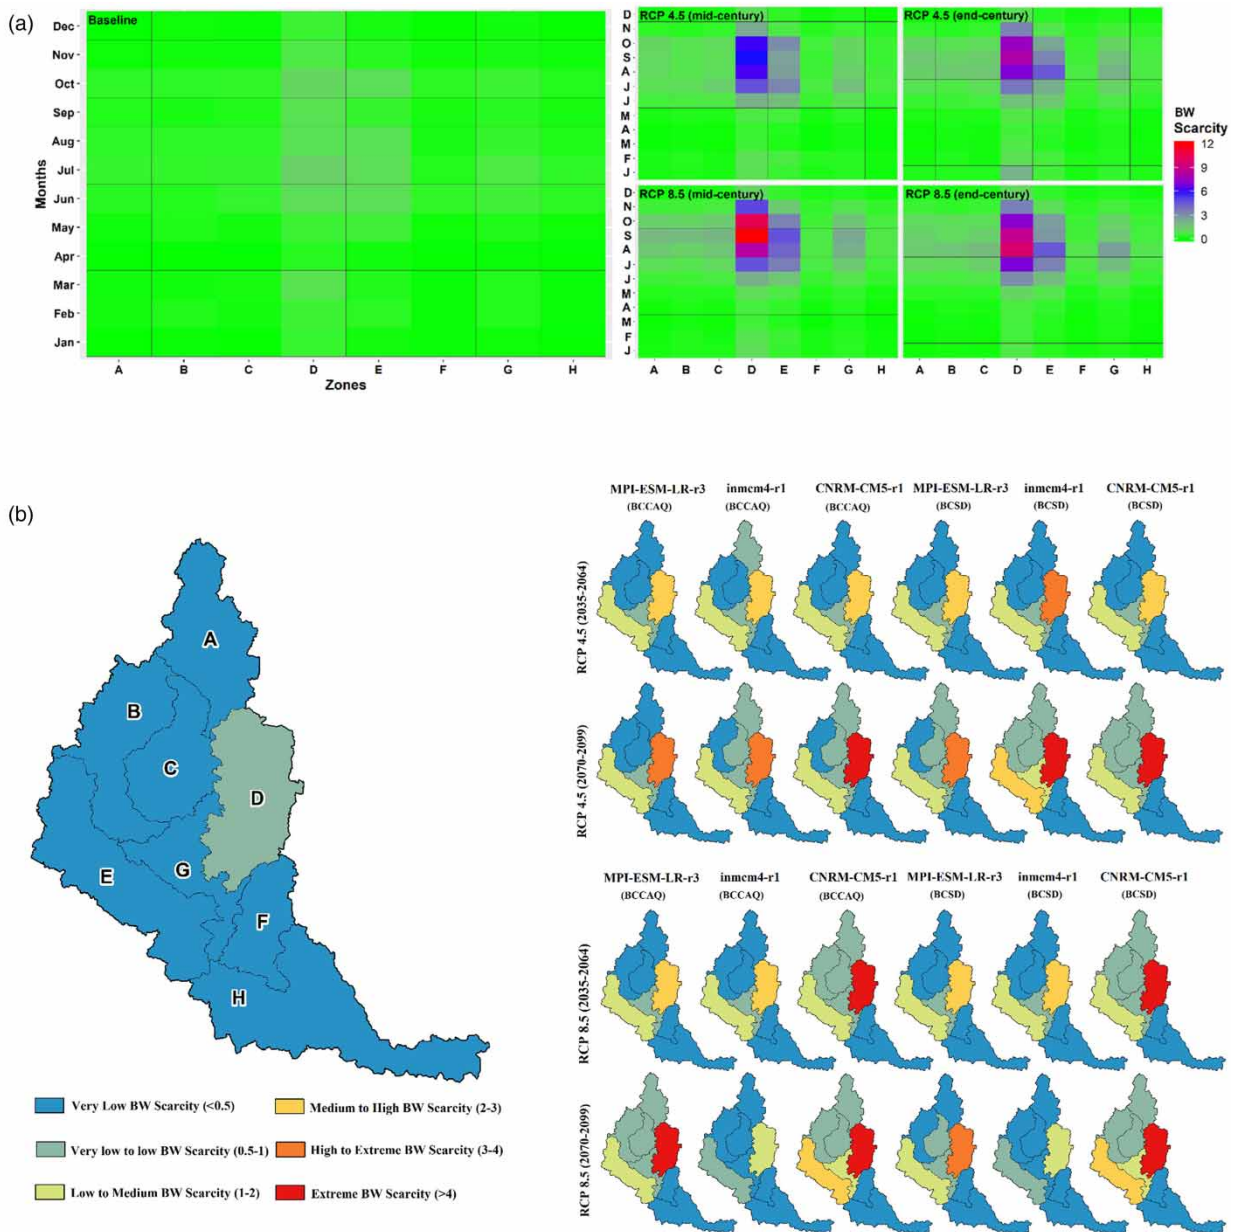 (a)
Baseline
Dec
Nov
Oct
Sep
Aug
Jul
Jun
May
Apr
Mar
Feb
Jan
Months
A B C D E F G H
Zones
RCP 4.5 (mid-century)
D
N
O
S
A
J
J
M
A
M
F
J
RCP 4.5 (end-century)
RCP 8.5 (mid-century)
D
N
O
S
A
J
J
M
A
M
F
J
RCP 8.5 (end-century)
A B C D E F G H
A B C D E F G H
BW
Scarcity
12
9
6
3
0
(b)
A
B
C
D
E
G
F
H
Very Low BW Scarcity (<0.5)
Medium to High BW Scarcity (2-3)
Very low to low BW Scarcity (0.5-1)
High to Extreme BW Scarcity (3-4)
Low to Medium BW Scarcity (1-2)
Extreme BW Scarcity (>4)
MPI-ESM-LR-r3 inmcm4-r1 CNRM-CM5-r1 MPI-ESM-LR-r3 inmcm4-r1 CNRM-CM5-r1
(BCCAQ) (BCCAQ) (BCCAQ) (BCSD) (BCSD) (BCSD)
RCP 4.5 (2035-2064)
RCP 4.5 (2070-2099)
MPI-ESM-LR-r3 inmcm4-r1 CNRM-CM5-r1 MPI-ESM-LR-r3 inmcm4-r1 CNRM-CM5-r1
(BCCAQ) (BCCAQ) (BCCAQ) (BCSD) (BCSD) (BCSD)
RCP 8.5 (2035-2064)
RCP 8.5 (2070-2099)